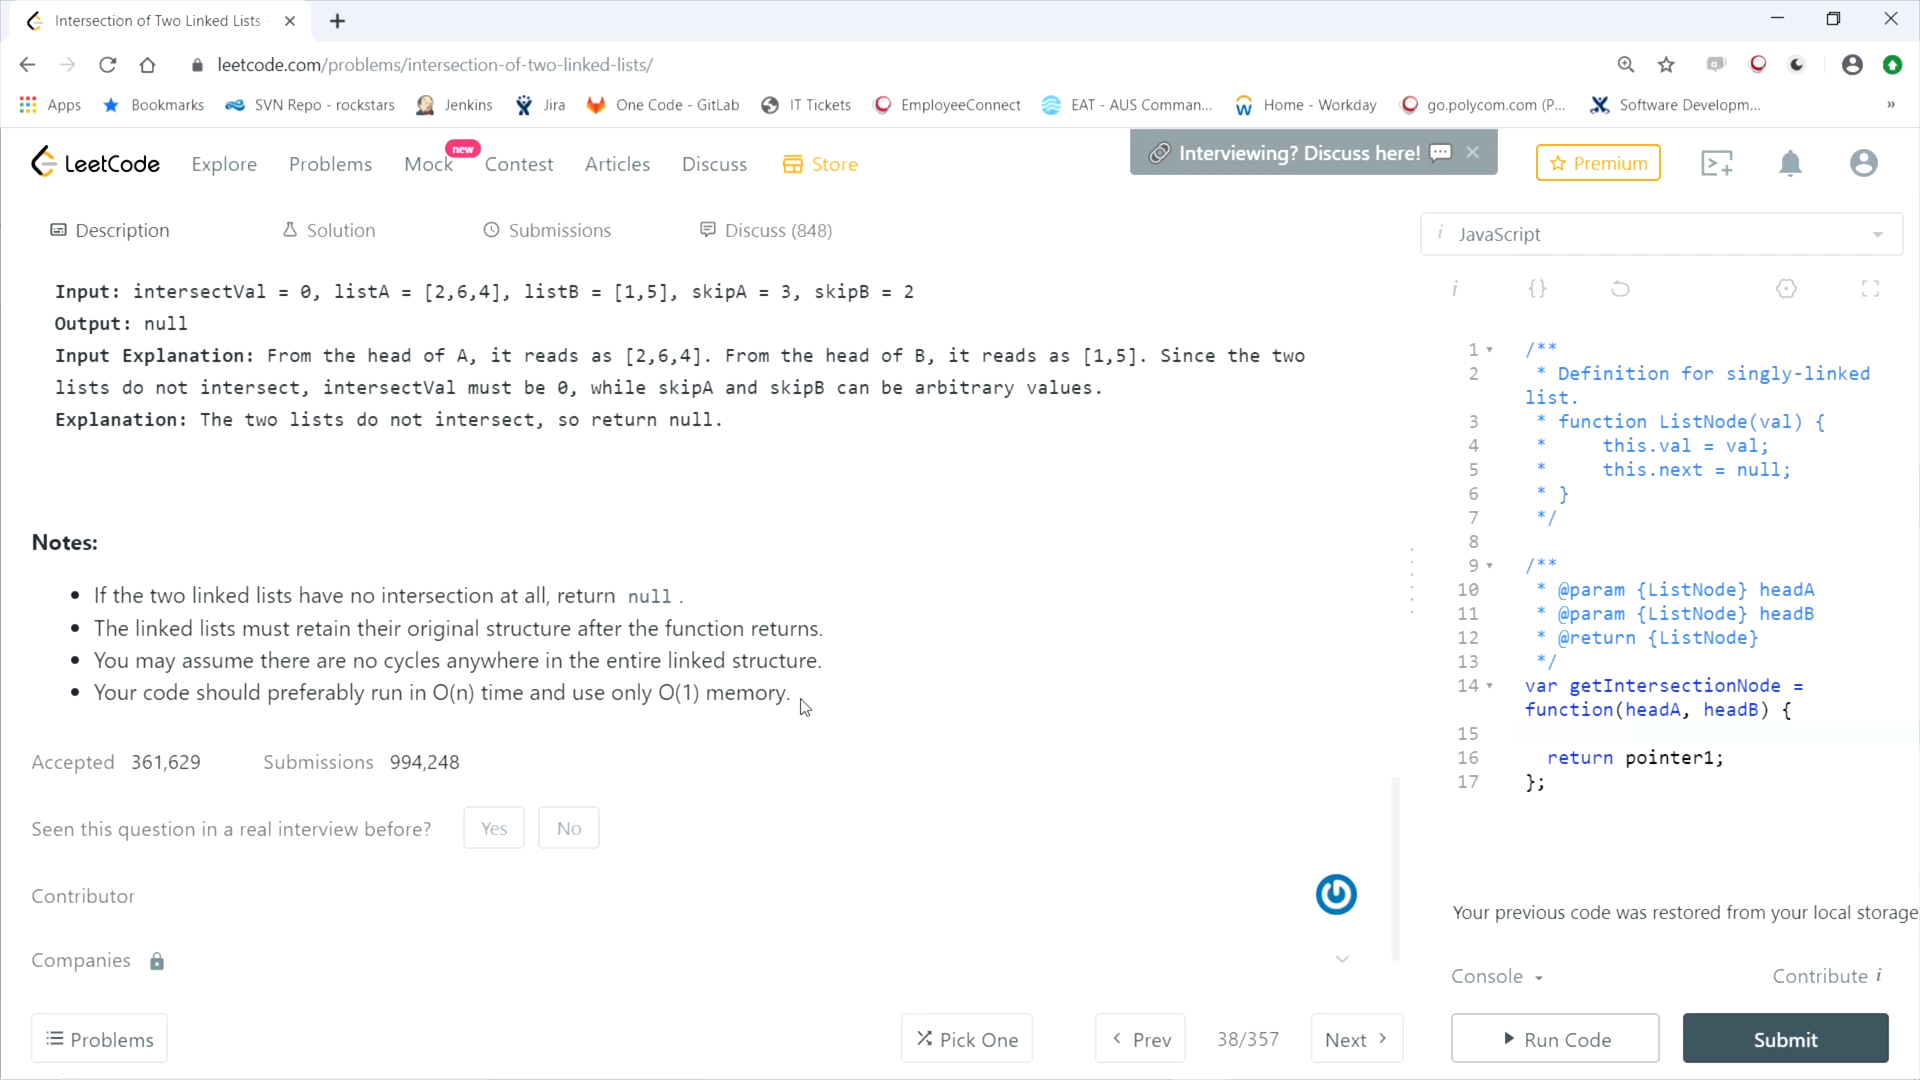 Intersection of Two Linked Lists
leetcode.com/problems/intersection-of-two-linked-lists/
Apps Bookmarks SVN Repo - rockstars Jenkins Jira One Code - GitLab IT Tickets EmployeeConnect EAT - AUS Comman... Home - Workday go.polycom.com (P... Software Developm... »
LeetCode Explore Problems Mock new Contest Articles Discuss Store Interviewing? Discuss here! Premium
Description Solution Submissions Discuss (848)
i JavaScript
Input: intersectVal = 0, listA = [2,6,4], listB = [1,5], skipA = 3, skipB = 2
Output: null
Input Explanation: From the head of A, it reads as [2,6,4]. From the head of B, it reads as [1,5]. Since the two
lists do not intersect, intersectVal must be 0, while skipA and skipB can be arbitrary values.
Explanation: The two lists do not intersect, so return null.
Notes:
• If the two linked lists have no intersection at all, return null .
• The linked lists must retain their original structure after the function returns.
• You may assume there are no cycles anywhere in the entire linked structure.
• Your code should preferably run in O(n) time and use only O(1) memory.
Accepted 361,629 Submissions 994,248
Seen this question in a real interview before? Yes No
Contributor
Companies
Problems Pick One Prev 38/357 Next
i {}
1 /**
2 * Definition for singly-linked
list.
3 * function ListNode(val) {
4 * this.val = val;
5 * this.next = null;
6 * }
7 */
8
9 /**
10 * @param {ListNode} headA
11 * @param {ListNode} headB
12 * @return {ListNode}
13 */
14 var getIntersectionNode =
function(headA, headB) {
15
16 return pointer1;
17 };
Your previous code was restored from your local storage
Console Contribute i
Run Code Submit